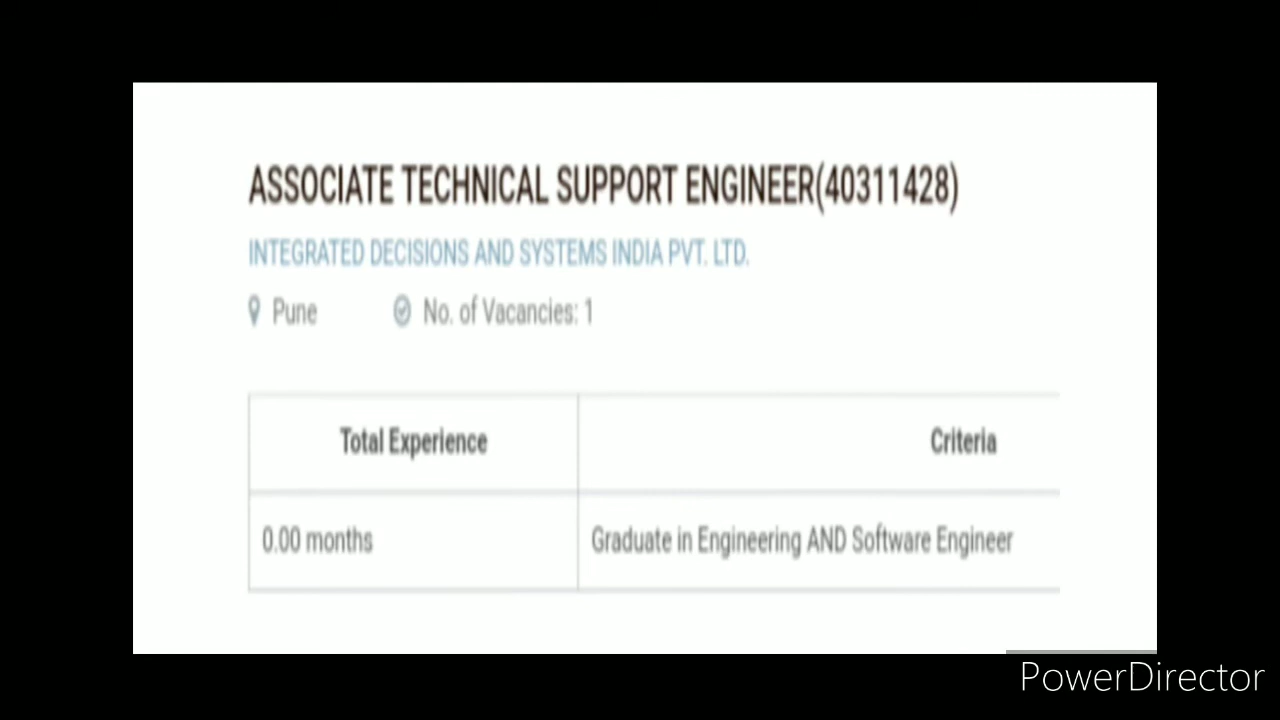 ASSOCIATE TECHNICAL SUPPORT ENGINEER(40311428)
INTEGRATED DECISIONS AND SYSTEMS INDIA PVT. LTD.
Pune No. of Vacancies: 1
Total Experience Criteria
0.00 months Graduate in Engineering AND Software Engineer
PowerDirector